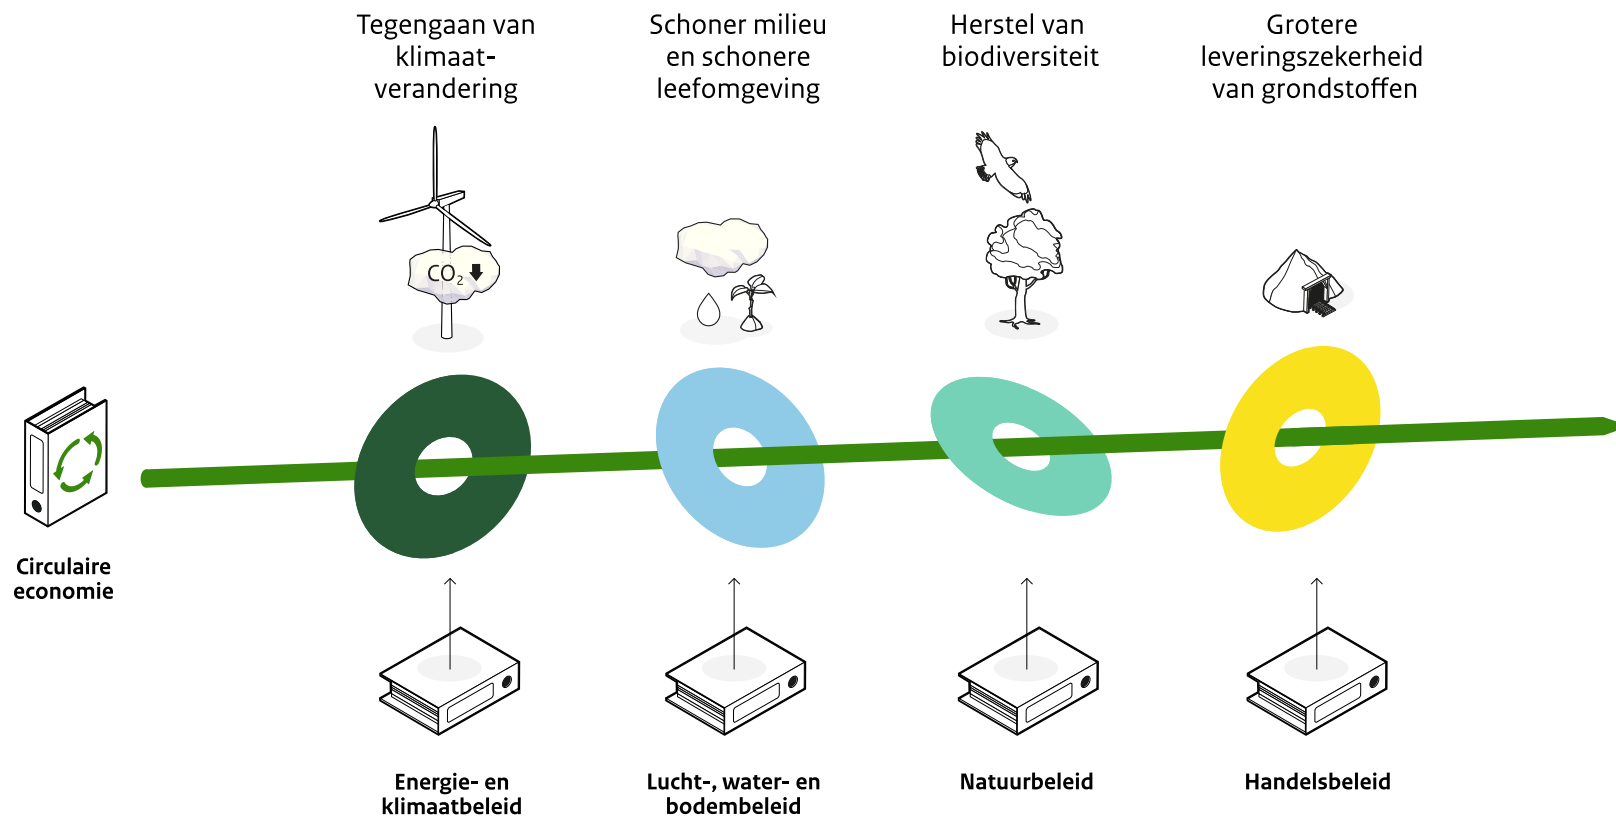 Tegengaan van
klimaat-
verandering
Schoner milieu
en schonere
leefomgeving
Herstel van
biodiversiteit
Grotere
leveringszekerheid
van grondstoffen
CO₂
Circulaire
economie
Energie- en
klimaatbeleid
Lucht-, water- en
bodembeleid
Natuurbeleid
Handelsbeleid